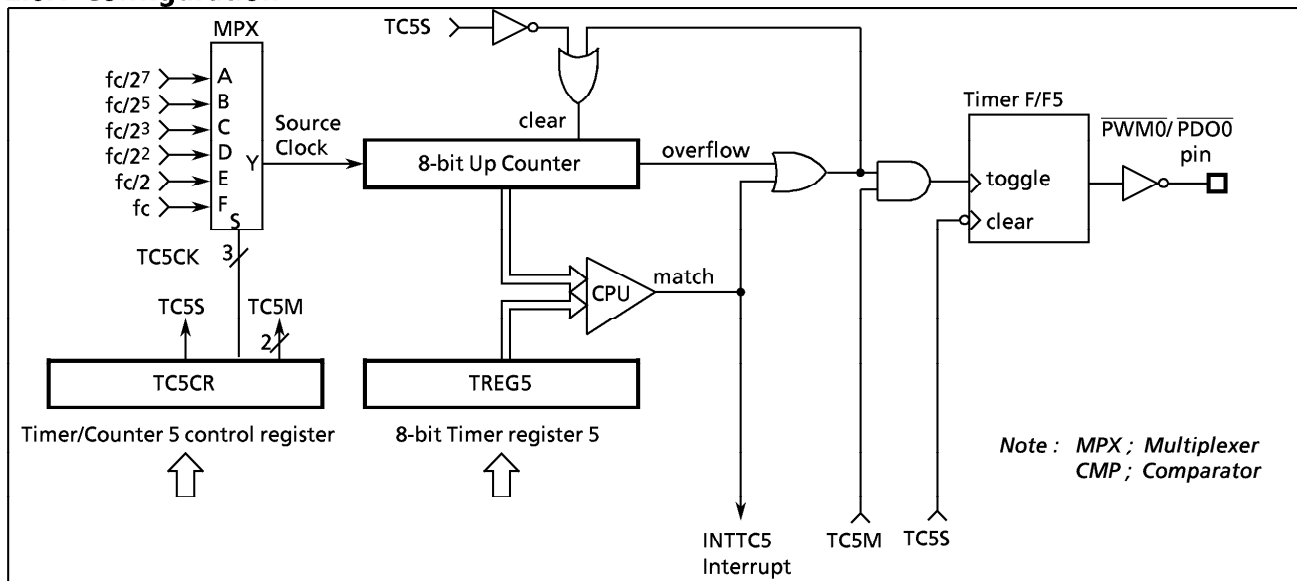 MPX
TC5S
fc/2⁷ A
fc/2⁵ B
fc/2³ C
fc/2² D
fc/2 E
fc F
Y
S
Source
Clock
clear
8-bit Up Counter
overflow
Timer F/F5
toggle
clear
PWM0/ PDO0
pin
TC5CK 3
TC5S TC5M
2
CPU
match
TC5CR
TREG5
Timer/Counter 5 control register
8-bit Timer register 5
Note : MPX ; Multiplexer
CMP ; Comparator
INTTC5
Interrupt
TC5M
TC5S